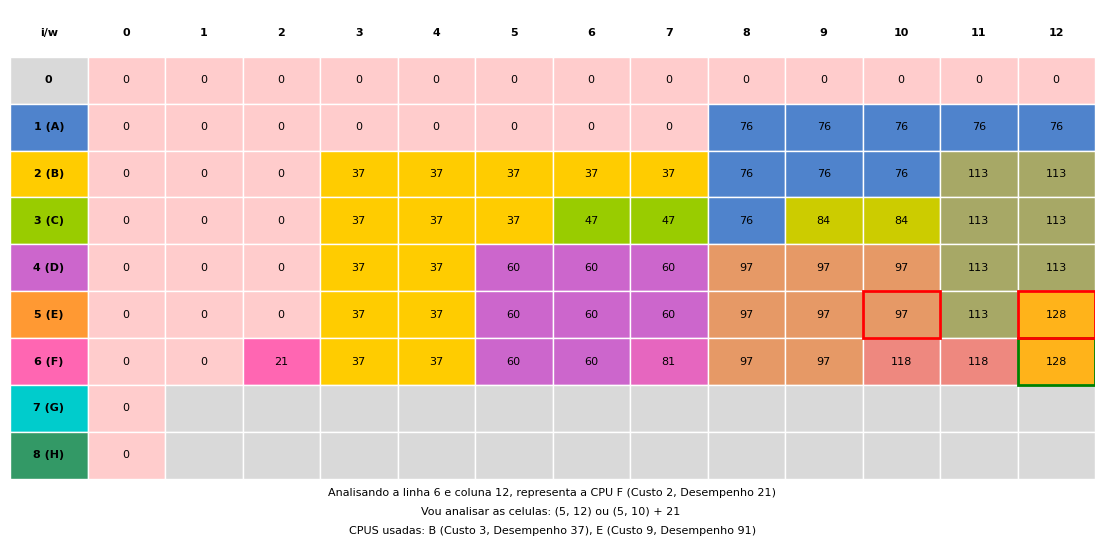 i/w 0 1 2 3 4 5 6 7 8 9 10 11 12
0 0 0 0 0 0 0 0 0 0 0 0 0 0
1 (A) 0 0 0 0 0 0 0 0 76 76 76 76 76
2 (B) 0 0 0 37 37 37 37 37 76 76 76 113 113
3 (C) 0 0 0 37 37 37 47 47 76 84 84 113 113
4 (D) 0 0 0 37 37 60 60 60 97 97 97 113 113
5 (E) 0 0 0 37 37 60 60 60 97 97 97 113 128
6 (F) 0 0 21 37 37 60 60 81 97 97 118 118 128
7 (G) 0
8 (H) 0
Analisando a linha 6 e coluna 12, representa a CPU F (Custo 2, Desempenho 21)
Vou analisar as celulas: (5, 12) ou (5, 10) + 21
CPUS usadas: B (Custo 3, Desempenho 37), E (Custo 9, Desempenho 91)